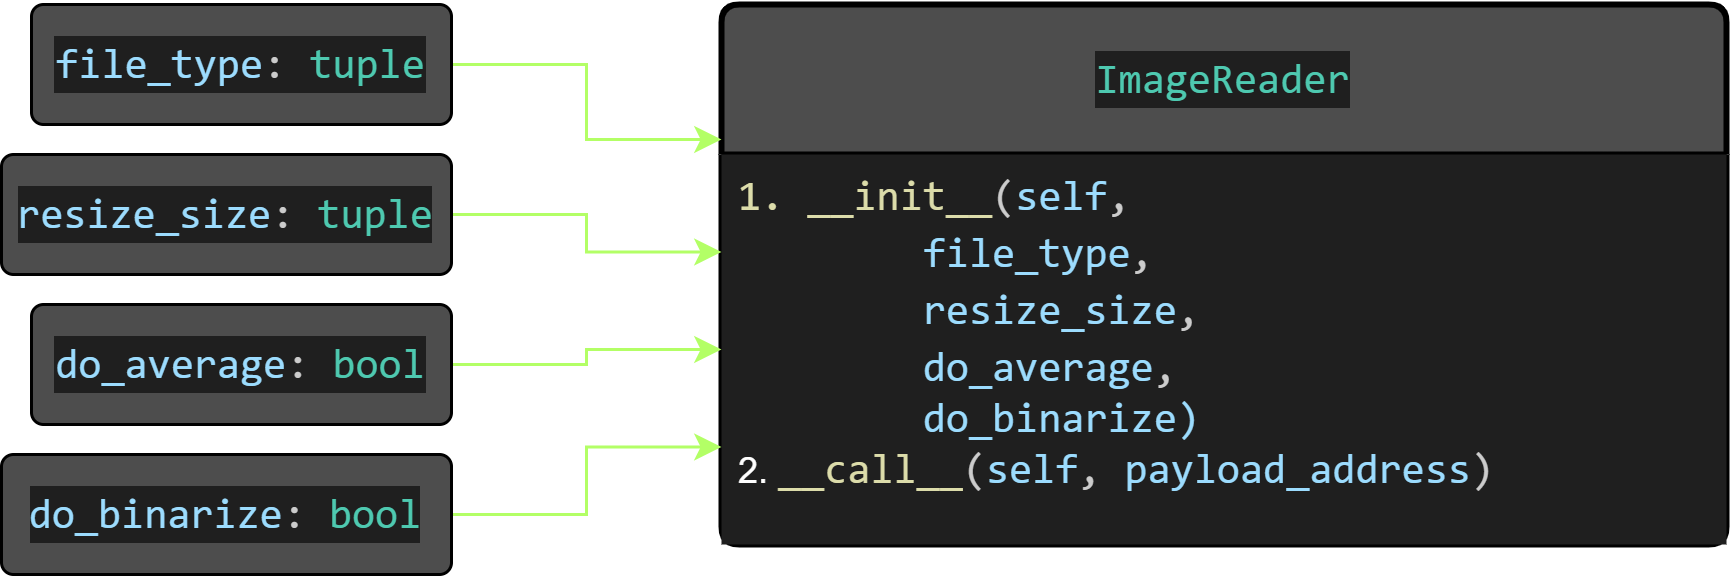 file_type: tuple
resize_size: tuple
do_average: bool
do_binarize: bool
ImageReader
1. __init__(self,
file_type,
resize_size,
do_average,
do_binarize)
2. __call__(self, payload_address)